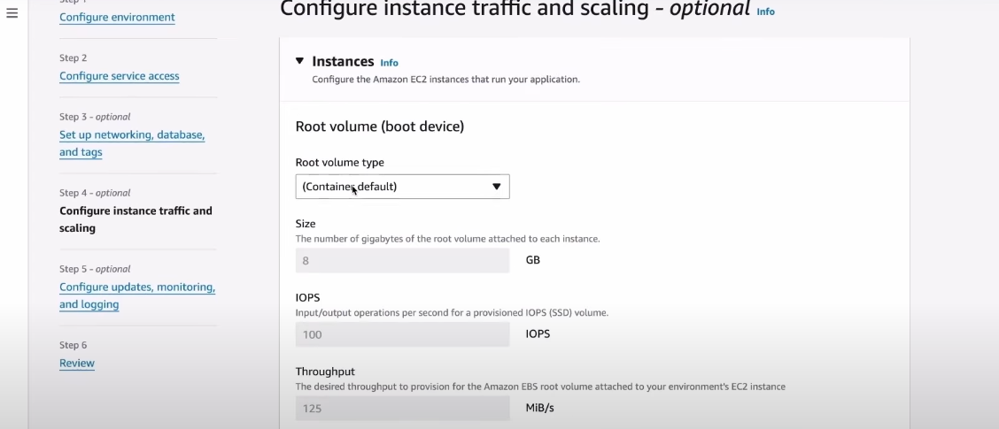 Step 1
Configure environment
Configure instance traffic and scaling - optional Info
Step 2
Configure service access
Step 3 - optional
Set up networking, database,
and tags
Step 4 - optional
Configure instance traffic and
scaling
Step 5 - optional
Configure updates, monitoring,
and logging
Step 6
Review
Instances Info
Configure the Amazon EC2 instances that run your application.
Root volume (boot device)
Root volume type
(Container default)
Size
The number of gigabytes of the root volume attached to each instance.
8 GB
IOPS
Input/output operations per second for a provisioned IOPS (SSD) volume.
100 IOPS
Throughput
The desired throughput to provision for the Amazon EBS root volume attached to your environment's EC2 instance
125 MiB/s